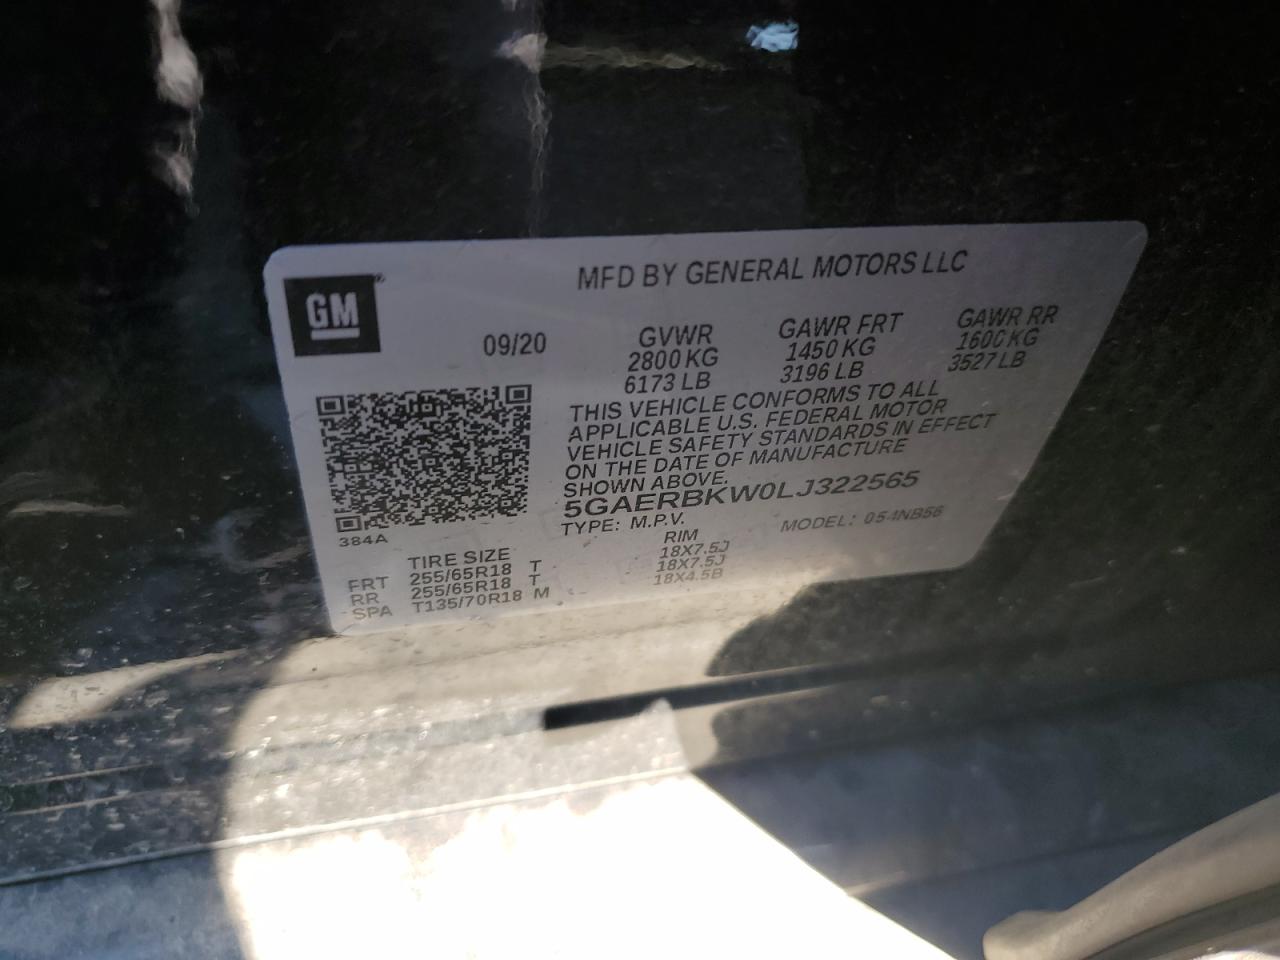 GM
MFD BY GENERAL MOTORS LLC
09/20
GVWR
2800 KG
6173 LB
GAWR FRT
1450 KG
3196 LB
GAWR RR
1600 KG
3527 LB
THIS VEHICLE CONFORMS TO ALL
APPLICABLE U.S. FEDERAL MOTOR
VEHICLE SAFETY STANDARDS IN EFFECT
ON THE DATE OF MANUFACTURE
SHOWN ABOVE.
5GAERBKW0LJ322565
TYPE: M.P.V.
MODEL:
384A
TIRE SIZE
RIM
FRT 255/65R18 T 18X7.5J
RR 255/65R18 T 18X7.5J
SPA T135/70R18 M 18X4.5B